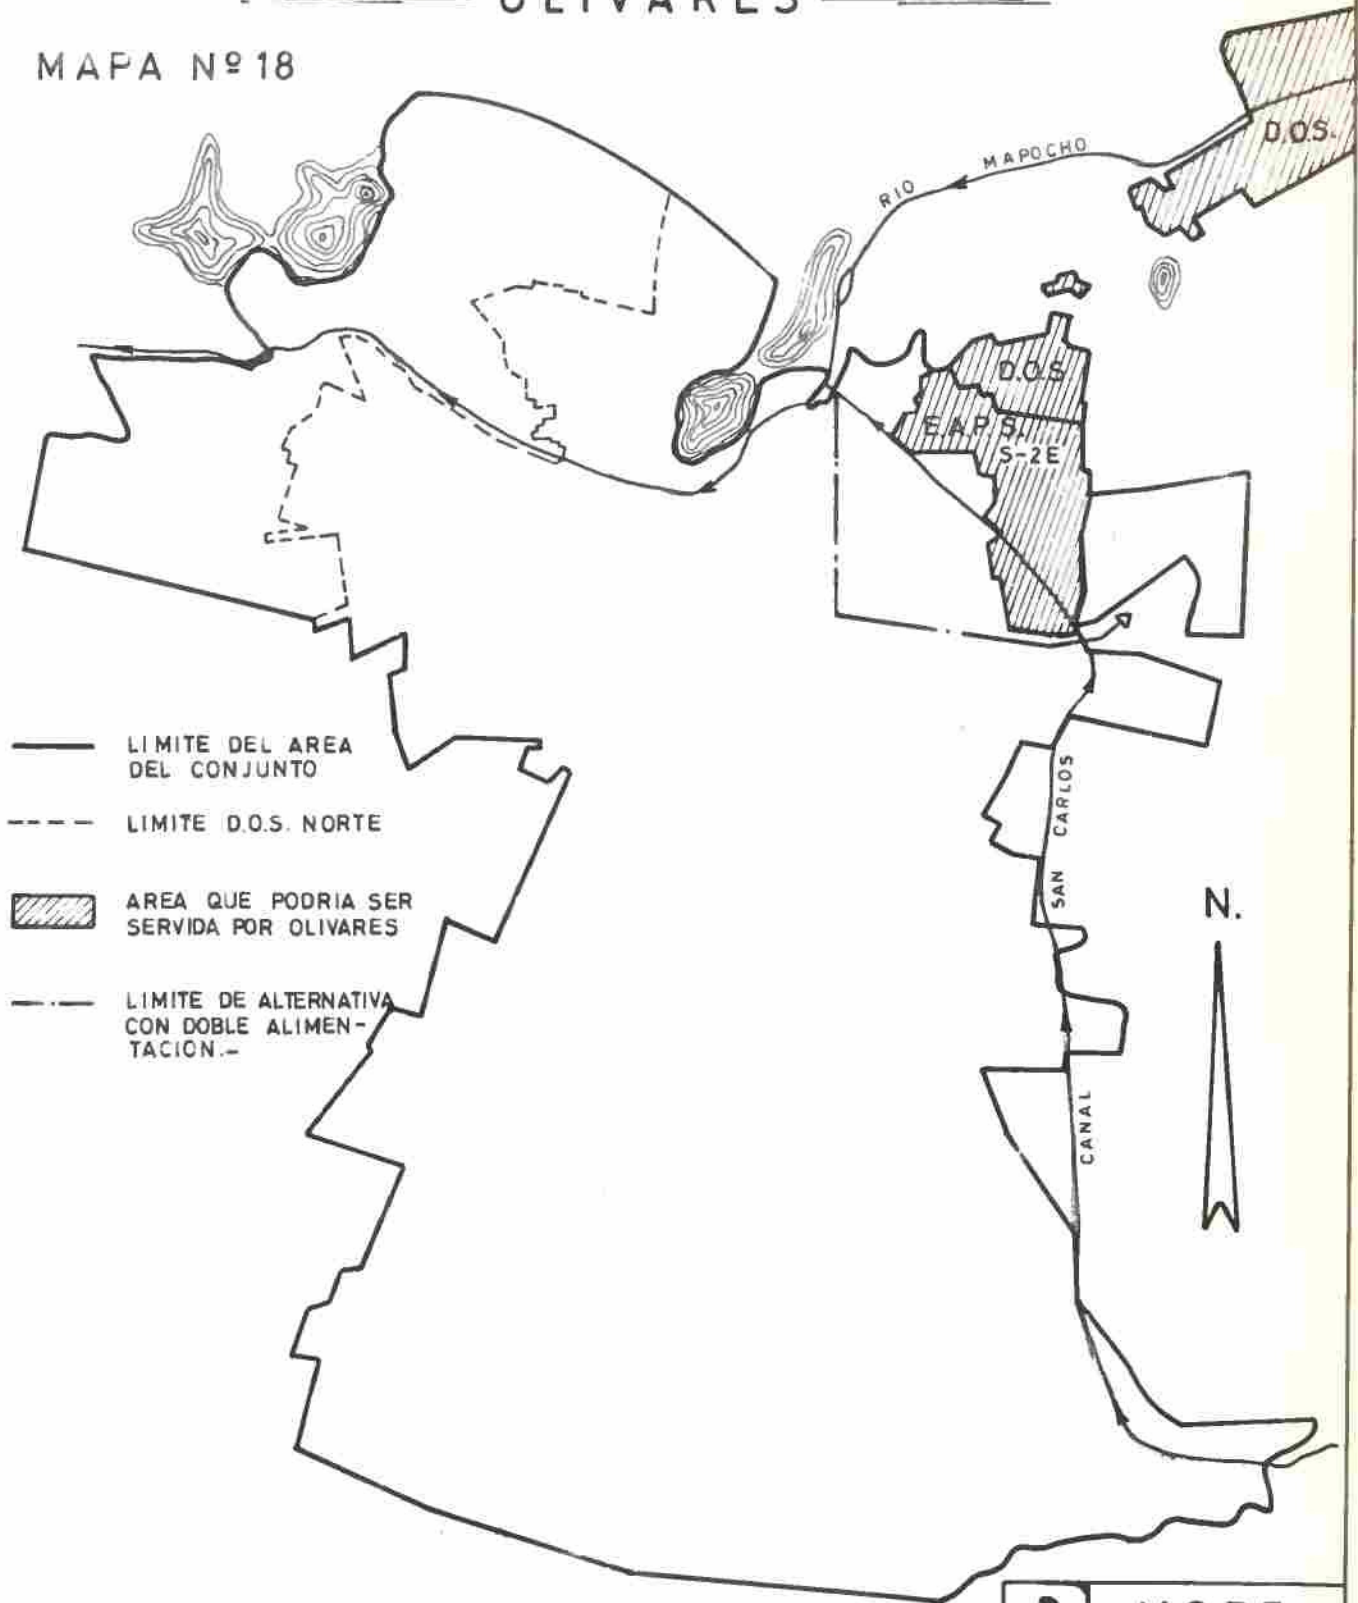 OLIVARES
MAPA Nº 18
D.O.S.
RIO MAPOCHO
D.O.S
E.A.P.S.
S-2E
LIMITE DEL AREA
DEL CONJUNTO
LIMITE D.O.S. NORTE
AREA QUE PODRIA SER
SERVIDA POR OLIVARES
LIMITE DE ALTERNATIVA
CON DOBLE ALIMEN-
TACION.-
CANAL SAN CARLOS
N.